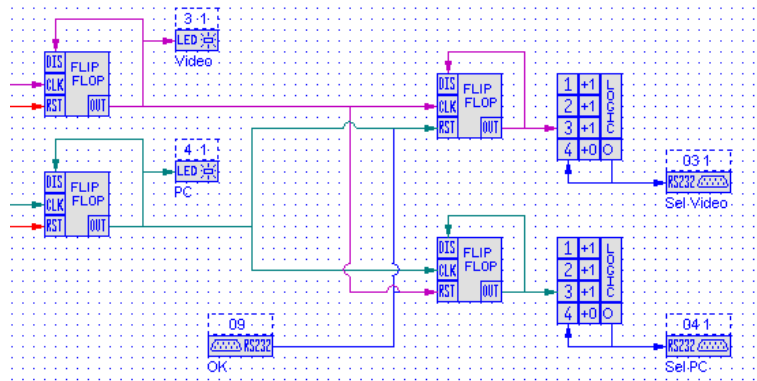 3 1
LED
Video
DIS FLIP FLOP
CLK
RST OUT
4 1
LED
PC
DIS FLIP FLOP
CLK
RST OUT
DIS FLIP FLOP
CLK
RST OUT
1 +1 LOGIC
2 +1
3 +1
4 +0 O
03 1
RS232
Sel Video
DIS FLIP FLOP
CLK
RST OUT
1 +1 LOGIC
2 +1
3 +1
4 +0 O
09
RS232
OK
04 1
RS232
Sel PC